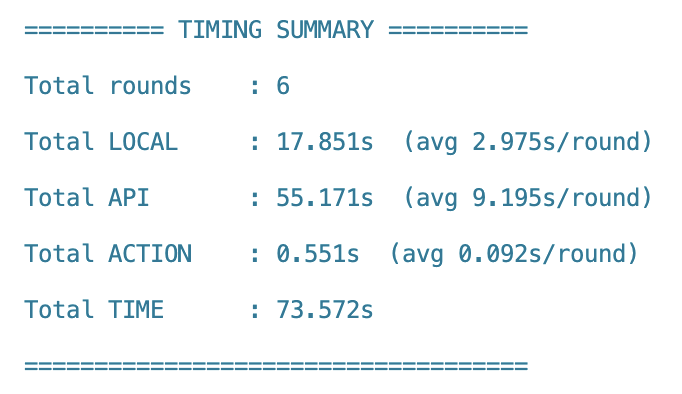 ========== TIMING SUMMARY ==========
Total rounds    : 6
Total LOCAL     : 17.851s  (avg 2.975s/round)
Total API       : 55.171s  (avg 9.195s/round)
Total ACTION    : 0.551s  (avg 0.092s/round)
Total TIME      : 73.572s
====================================